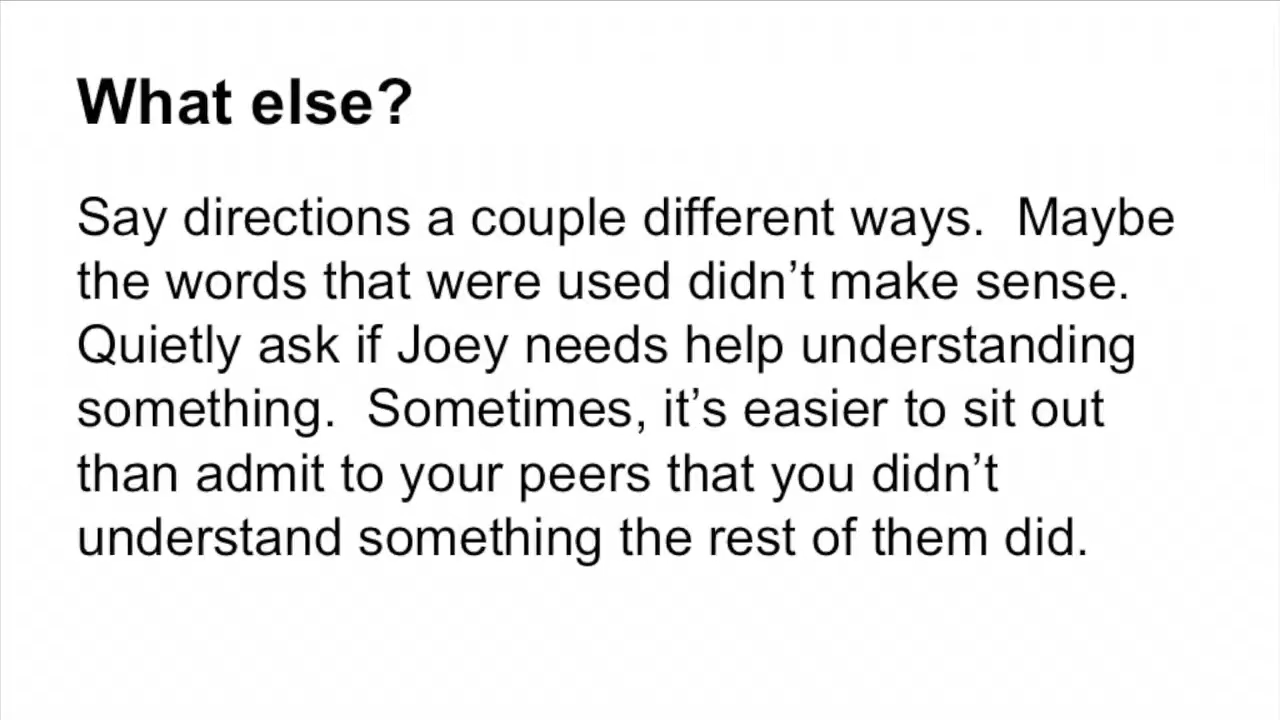 What else?
Say directions a couple different ways.  Maybe
the words that were used didn’t make sense.
Quietly ask if Joey needs help understanding
something.  Sometimes, it’s easier to sit out
than admit to your peers that you didn’t
understand something the rest of them did.